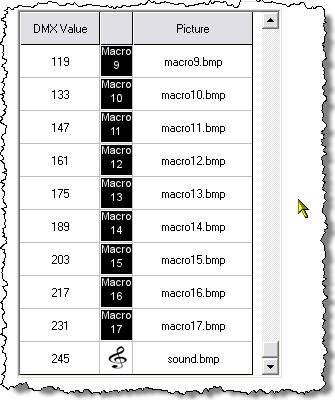 DMX Value Picture
119 Macro 9 macro9.bmp
133 Macro 10 macro10.bmp
147 Macro 11 macro11.bmp
161 Macro 12 macro12.bmp
175 Macro 13 macro13.bmp
189 Macro 14 macro14.bmp
203 Macro 15 macro15.bmp
217 Macro 16 macro16.bmp
231 Macro 17 macro17.bmp
245 sound.bmp